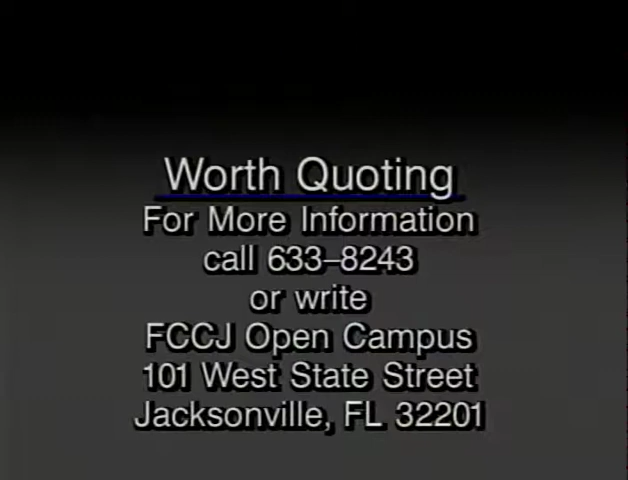 Worth Quoting
For More Information
call 633–8243
or write
FCCJ Open Campus
101 West State Street
Jacksonville, FL 32201